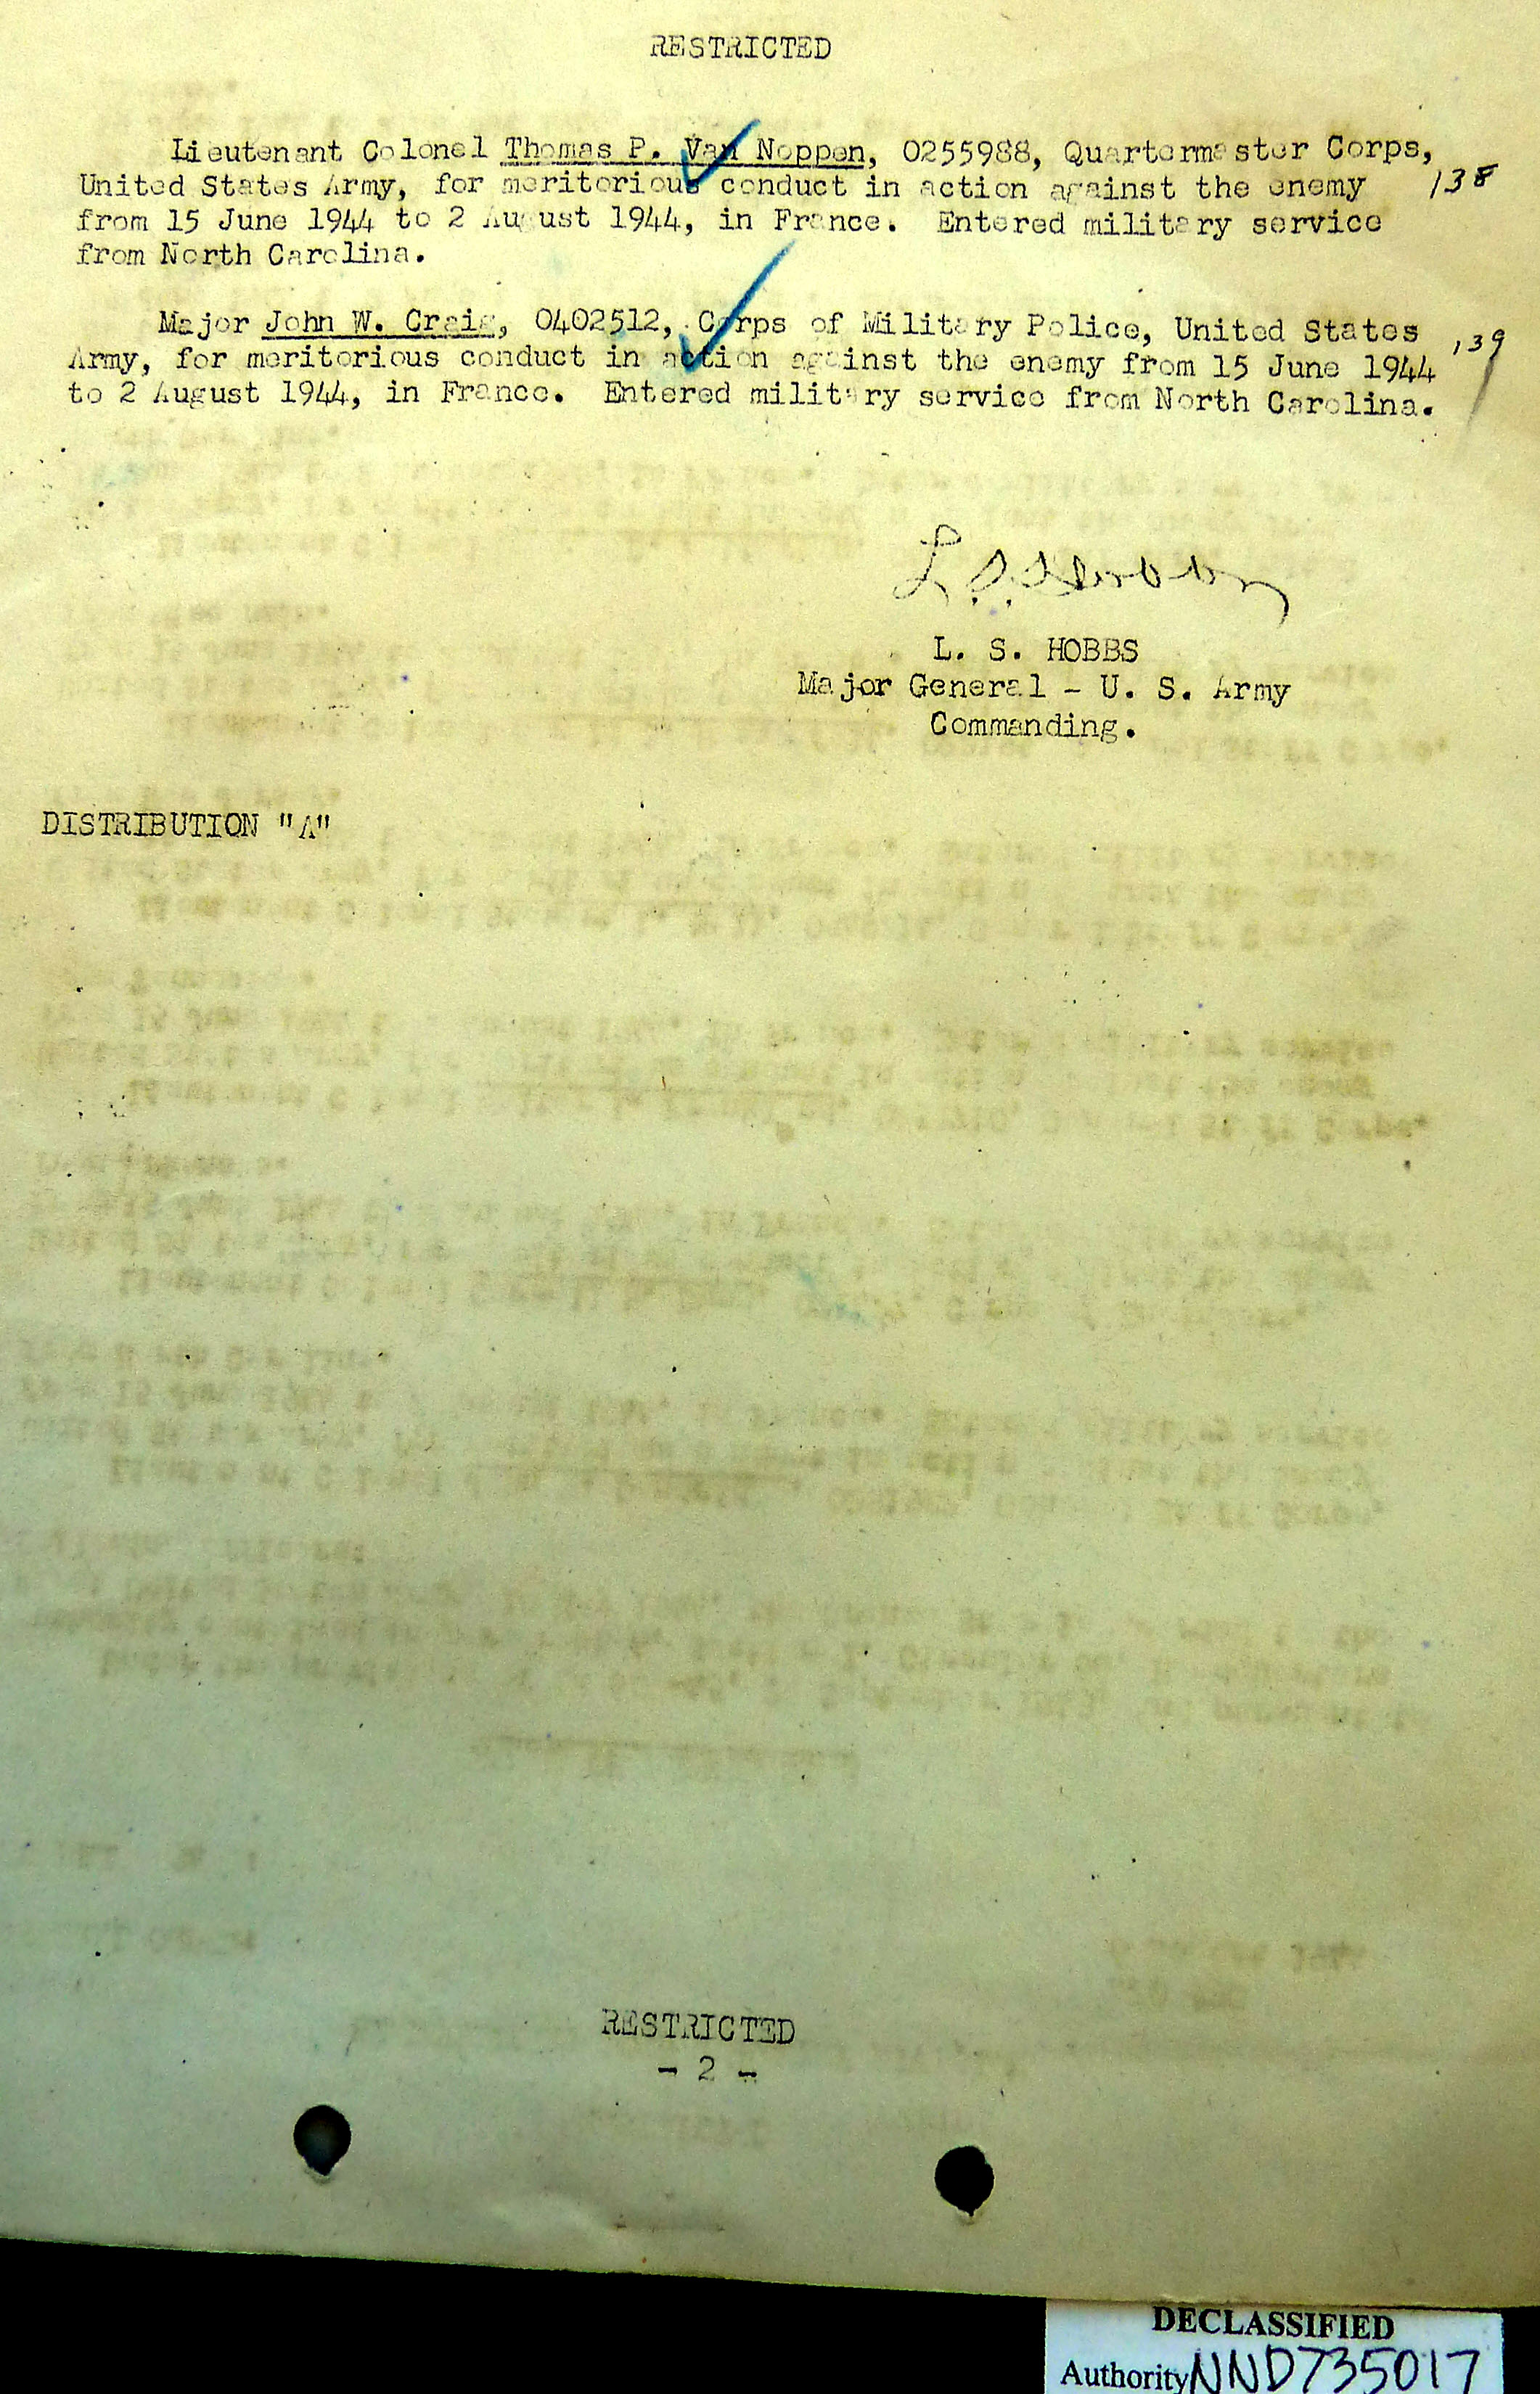 RESTRICTED
Lieutenant Colonel Thomas P. Van Noppen, 0255988, Quartermaster Corps,
United States Army, for meritorious conduct in action against the enemy 138
from 15 June 1944 to 2 August 1944, in France. Entered military service
from North Carolina.
Major John W. Craig, 0402512, Corps of Military Police, United States
Army, for meritorious conduct in action against the enemy from 15 June 1944 139
to 2 August 1944, in France. Entered military service from North Carolina.
L. S. Hobbs
L. S. HOBBS
Major General - U. S. Army
Commanding.
DISTRIBUTION "A"
RESTRICTED
- 2 -
DECLASSIFIED
Authority NND735017